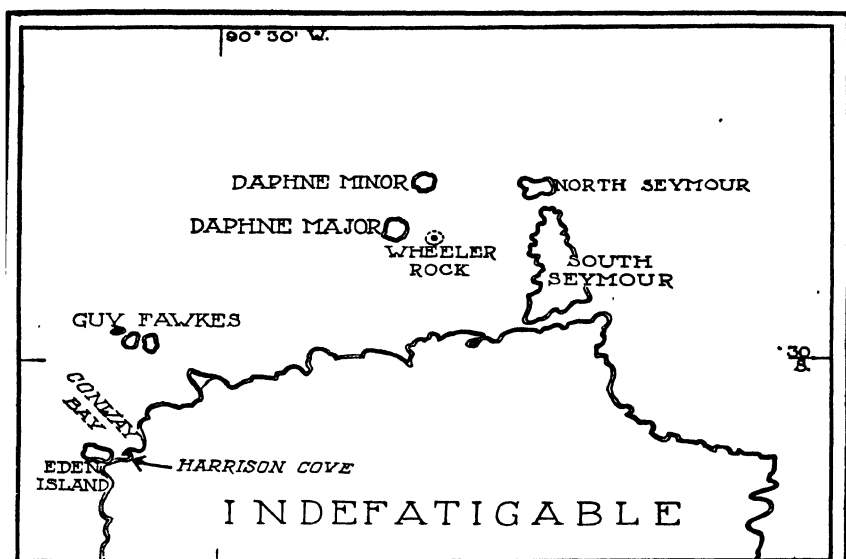 90° 30' W.
DAPHNE MINOR
NORTH SEYMOUR
DAPHNE MAJOR
WHEELER
ROCK
SOUTH
SEYMOUR
GUY FAWKES
30
S.
CONWAY
BAY
EDEN
ISLAND
HARRISON COVE
INDEFATIGABLE